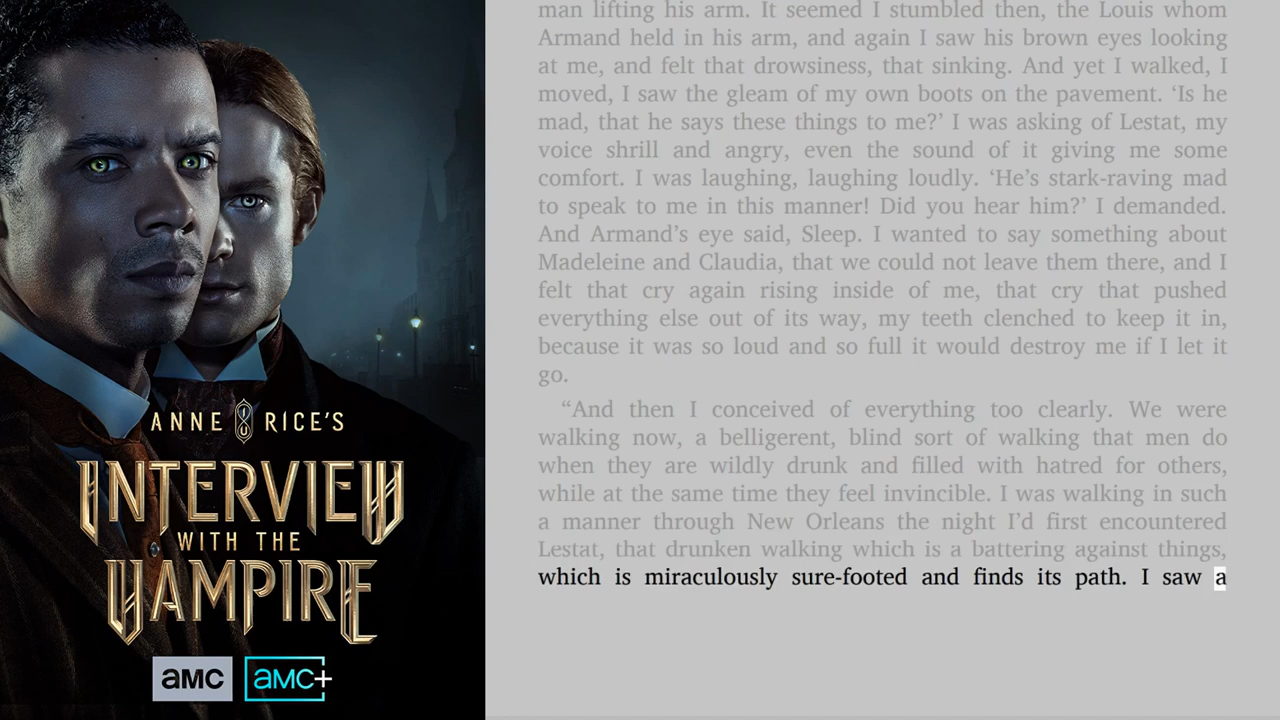 ANNE RICE'S
INTERVIEW
WITH THE
VAMPIRE
amc
amc+
man lifting his arm. It seemed I stumbled then, the Louis whom
Armand held in his arm, and again I saw his brown eyes looking
at me, and felt that drowsiness, that sinking. And yet I walked, I
moved, I saw the gleam of my own boots on the pavement. ‘Is he
mad, that he says these things to me?’ I was asking of Lestat, my
voice shrill and angry, even the sound of it giving me some
comfort. I was laughing, laughing loudly. ‘He’s stark-raving mad
to speak to me in this manner! Did you hear him?’ I demanded.
And Armand’s eye said, Sleep. I wanted to say something about
Madeleine and Claudia, that we could not leave them there, and I
felt that cry again rising inside of me, that cry that pushed
everything else out of its way, my teeth clenched to keep it in,
because it was so loud and so full it would destroy me if I let it
go.
“And then I conceived of everything too clearly. We were
walking now, a belligerent, blind sort of walking that men do
when they are wildly drunk and filled with hatred for others,
while at the same time they feel invincible. I was walking in such
a manner through New Orleans the night I’d first encountered
Lestat, that drunken walking which is a battering against things,
which is miraculously sure-footed and finds its path. I saw a